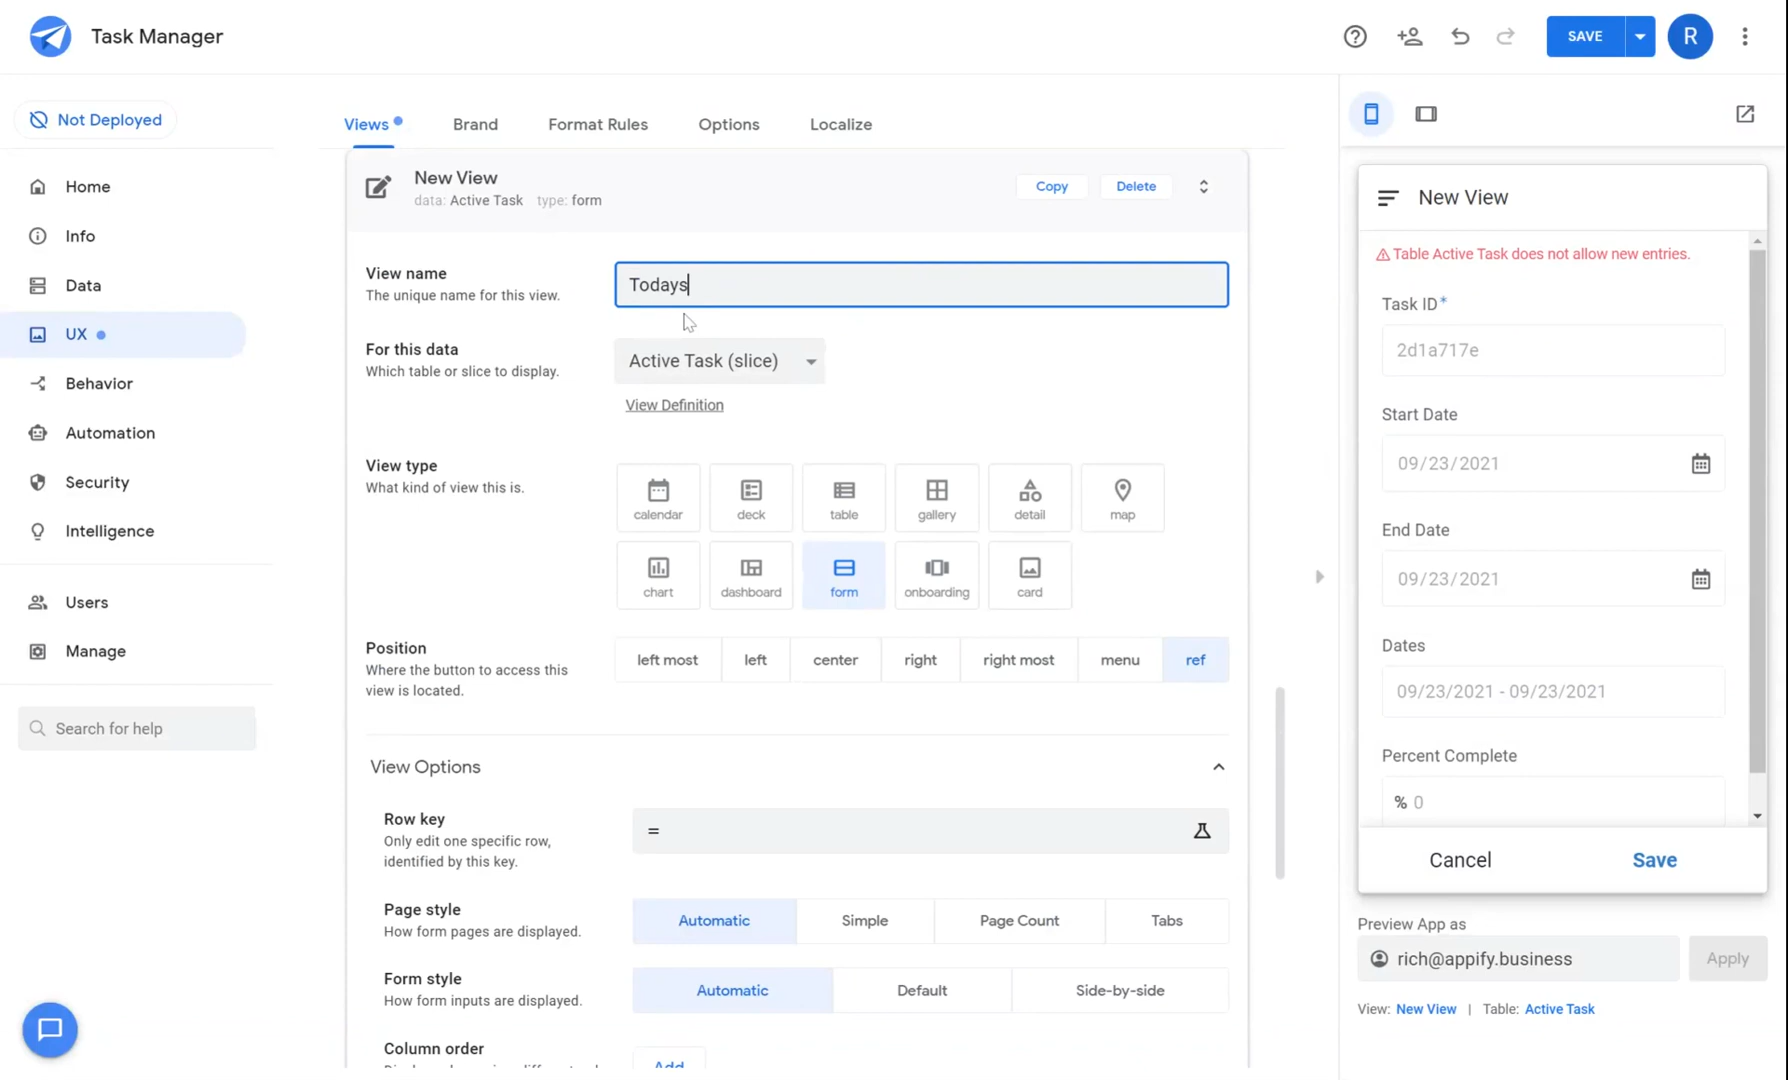 Task Manager
SAVE
R
Not Deployed
Home
Info
Data
UX
Behavior
Automation
Security
Intelligence
Users
Manage
Search for help
Views
Brand
Format Rules
Options
Localize
New View
data: Active Task type: form
Copy
Delete
View name
The unique name for this view.
Todays
For this data
Which table or slice to display.
Active Task (slice)
View Definition
View type
What kind of view this is.
calendar
deck
table
gallery
detail
map
chart
dashboard
form
onboarding
card
Position
Where the button to access this
view is located.
left most
left
center
right
right most
menu
ref
View Options
Row key
Only edit one specific row,
identified by this key.
=
Page style
How form pages are displayed.
Automatic
Simple
Page Count
Tabs
Form style
How form inputs are displayed.
Automatic
Default
Side-by-side
Column order
Add
New View
Table Active Task does not allow new entries.
Task ID*
2d1a717e
Start Date
09/23/2021
End Date
09/23/2021
Dates
09/23/2021 - 09/23/2021
Percent Complete
% 0
Cancel
Save
Preview App as
rich@appify.business
Apply
View: New View | Table: Active Task